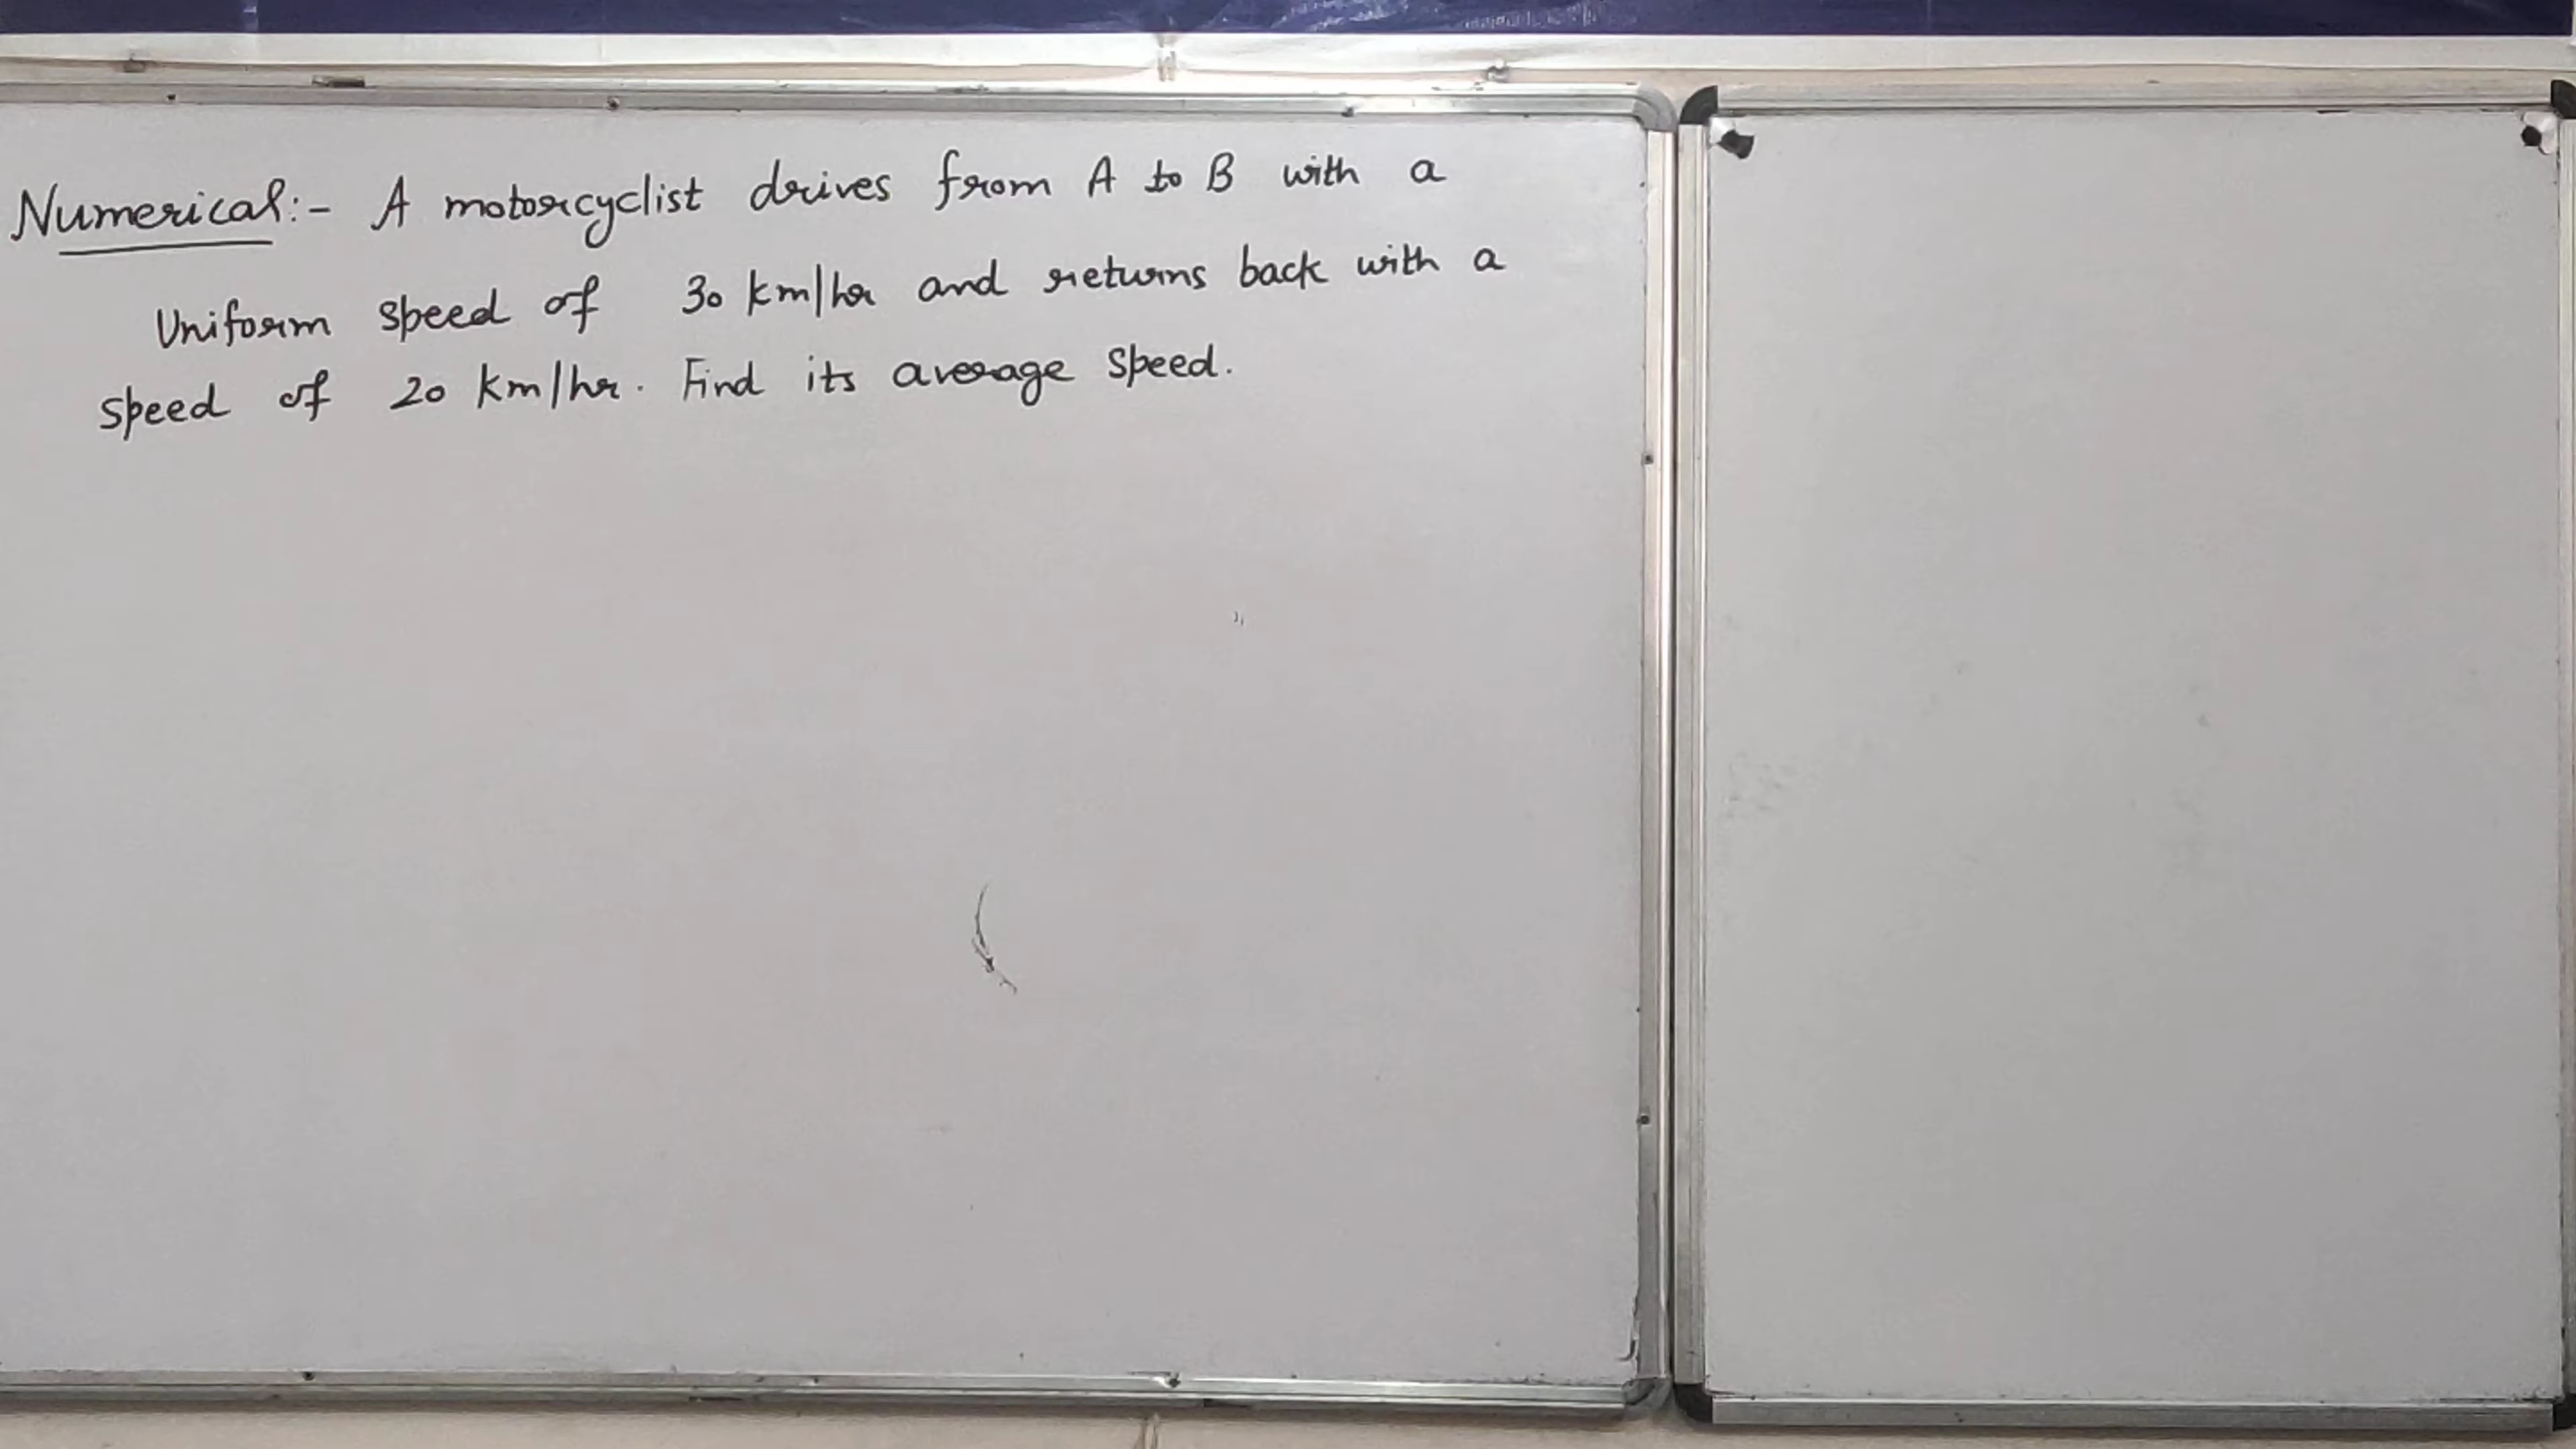 Numerical:- A motorcyclist drives from A to B with a
Uniform speed of 30 km/hr and returns back with a
speed of 20 km/hr. Find its average speed.